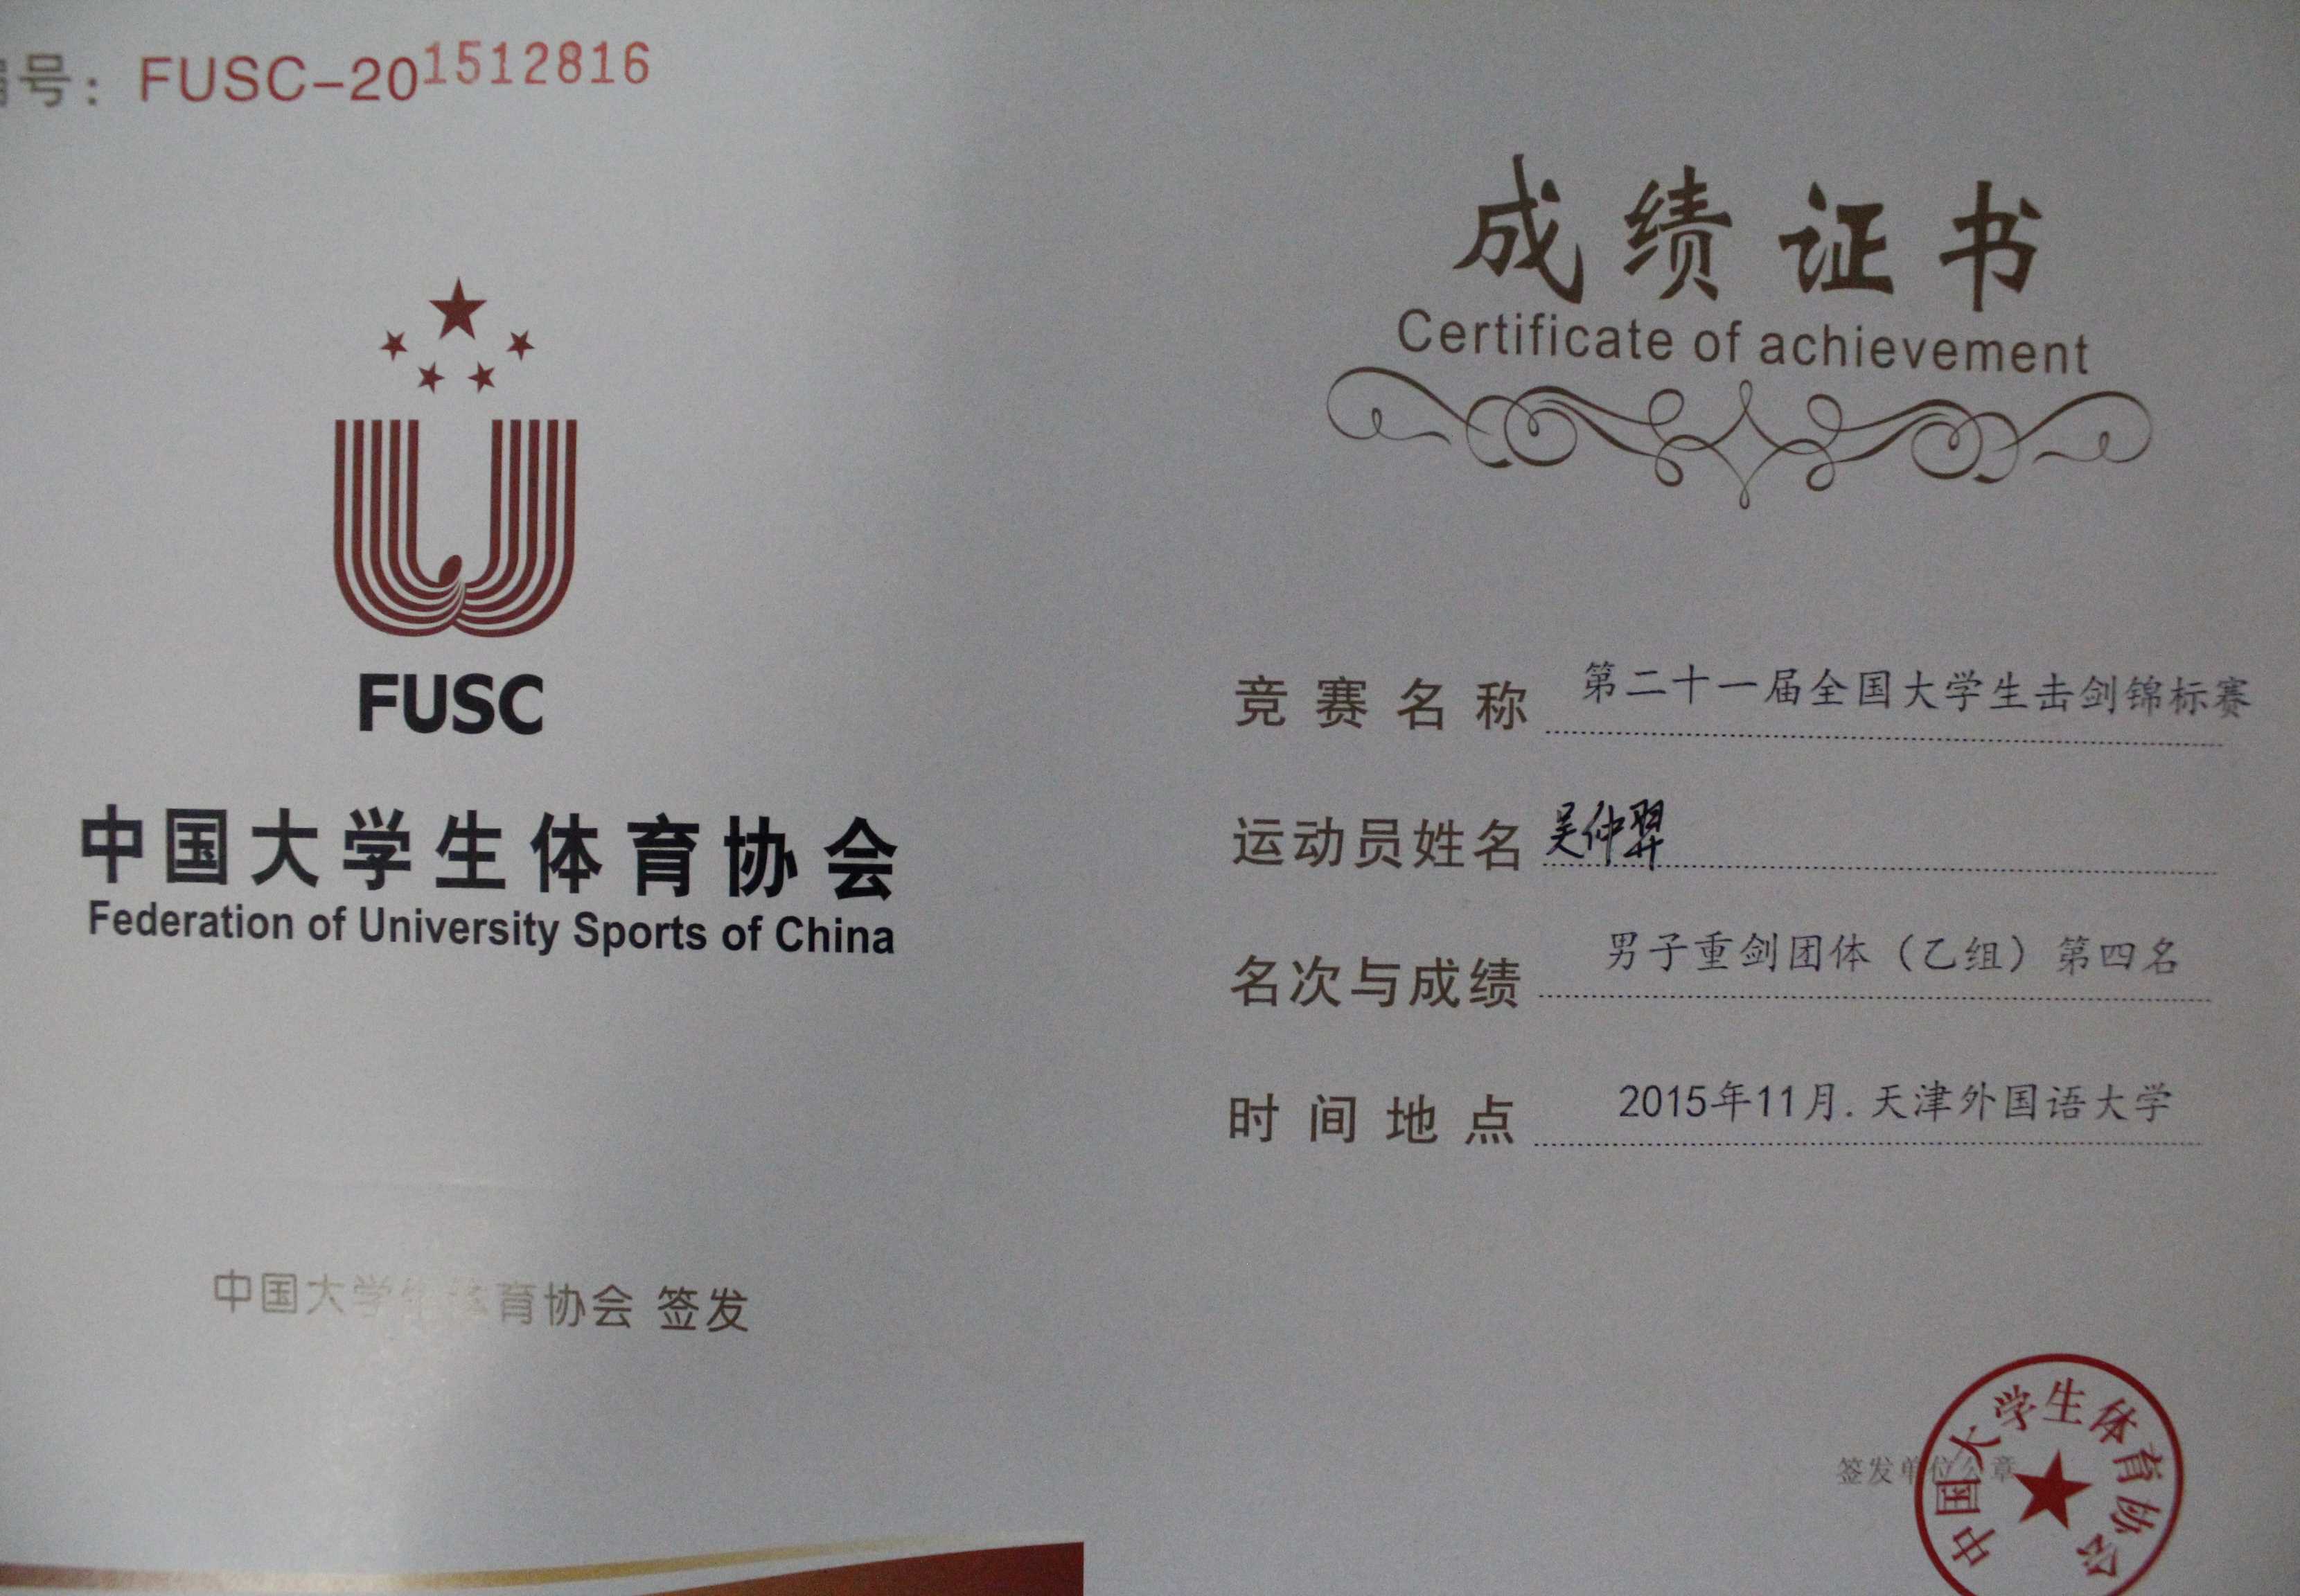 编号：FUSC-201512816
FUSC
中国大学生体育协会
Federation of University Sports of China
中国大学生体育协会 签发
成绩证书
Certificate of achievement
竞赛名称 第二十一届全国大学生击剑锦标赛
运动员姓名 吴仲羿
名次与成绩 男子重剑团体（乙组）第四名
时间地点 2015年11月.天津外国语大学
签发单位公章
中国大学生体育协会